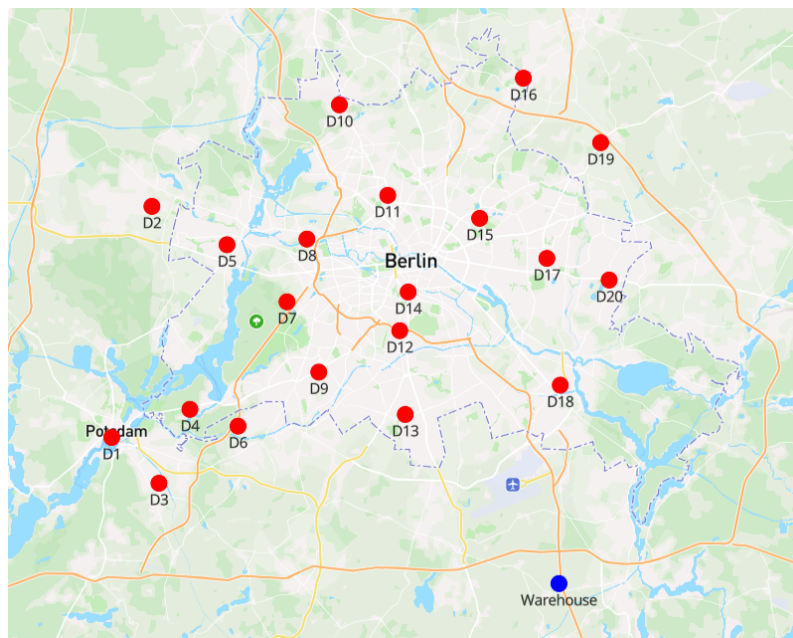 D16
D10
D19
D11
D2
D15
D5
D8
Berlin
D17
D20
D14
D7
D12
D9
D18
D4
D13
D6
Potsdam
D1
D3
Warehouse